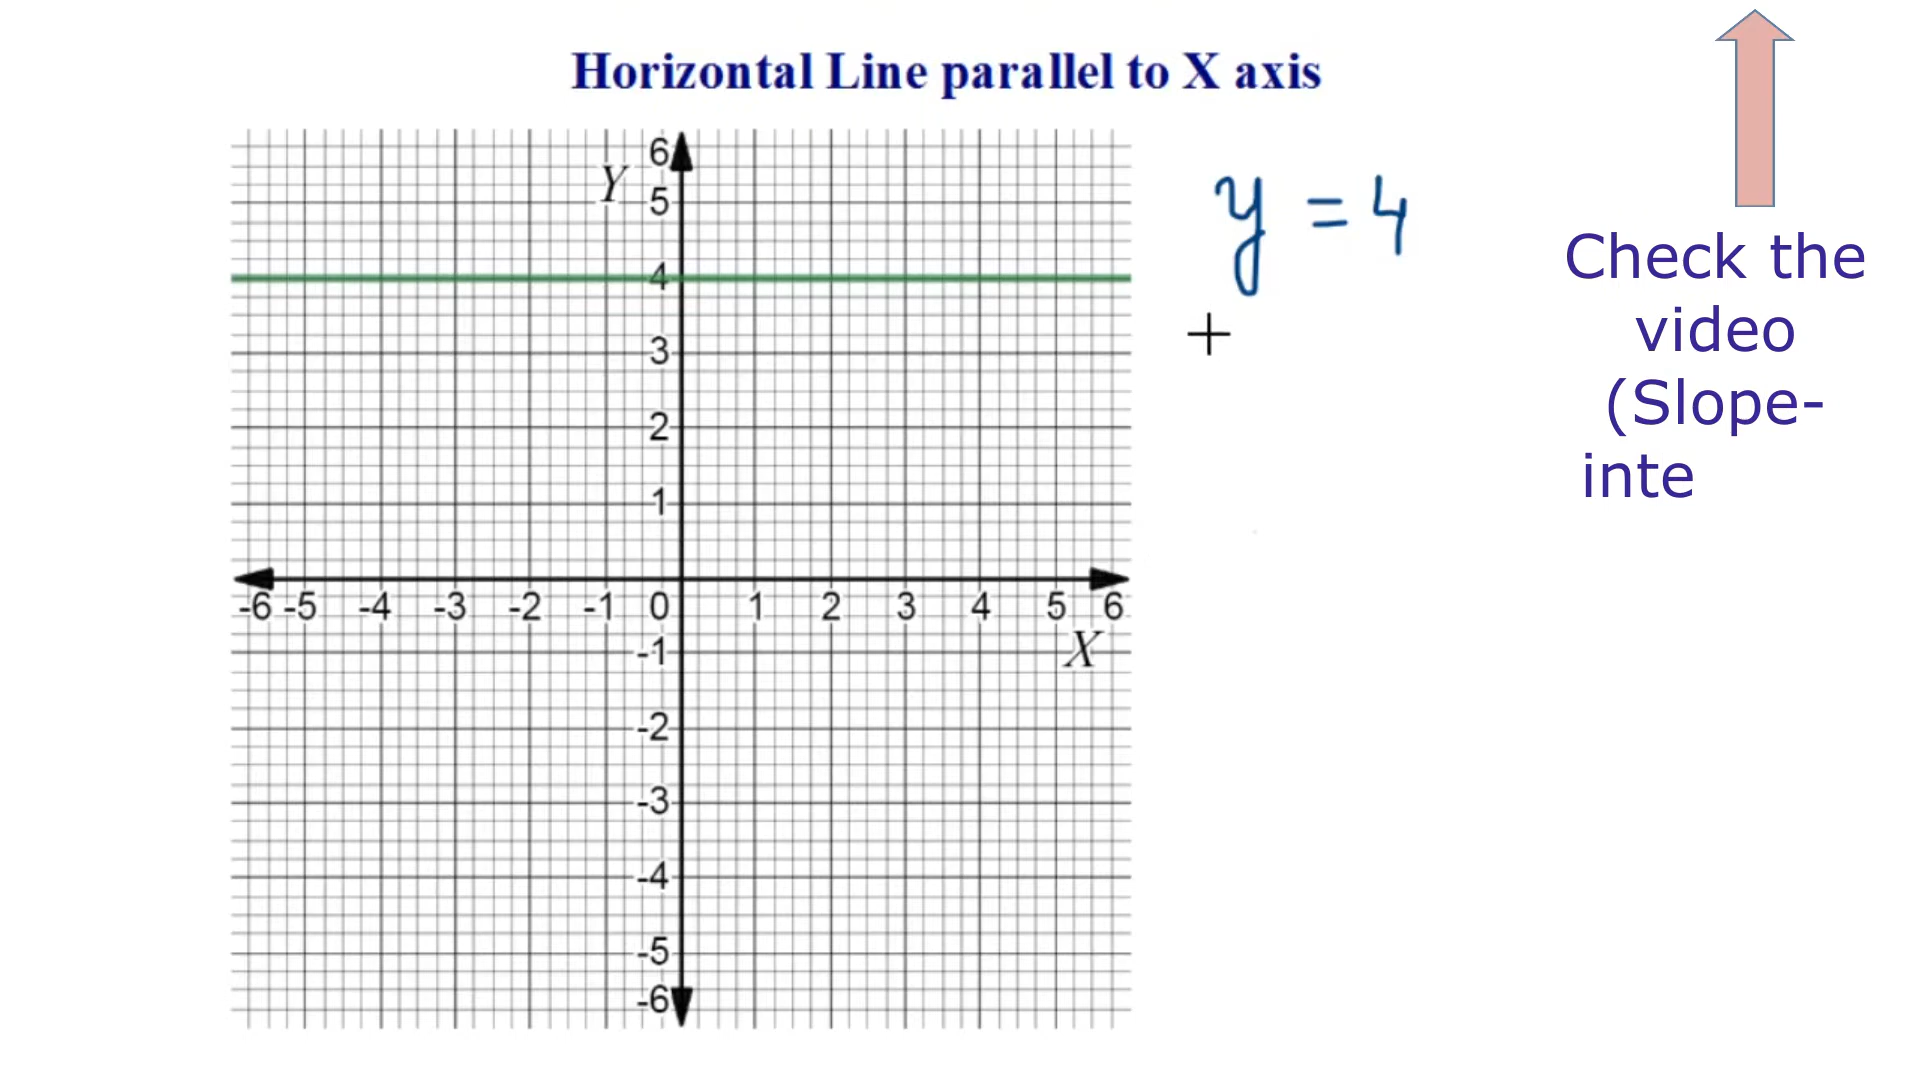 Horizontal Line parallel to X axis
6
Y
5
4
3
2
1
-6 -5 -4 -3 -2 -1 0 1 2 3 4 5 6
X
-1
-2
-3
-4
-5
-6
y = 4
Check the
video
(Slope-
inte